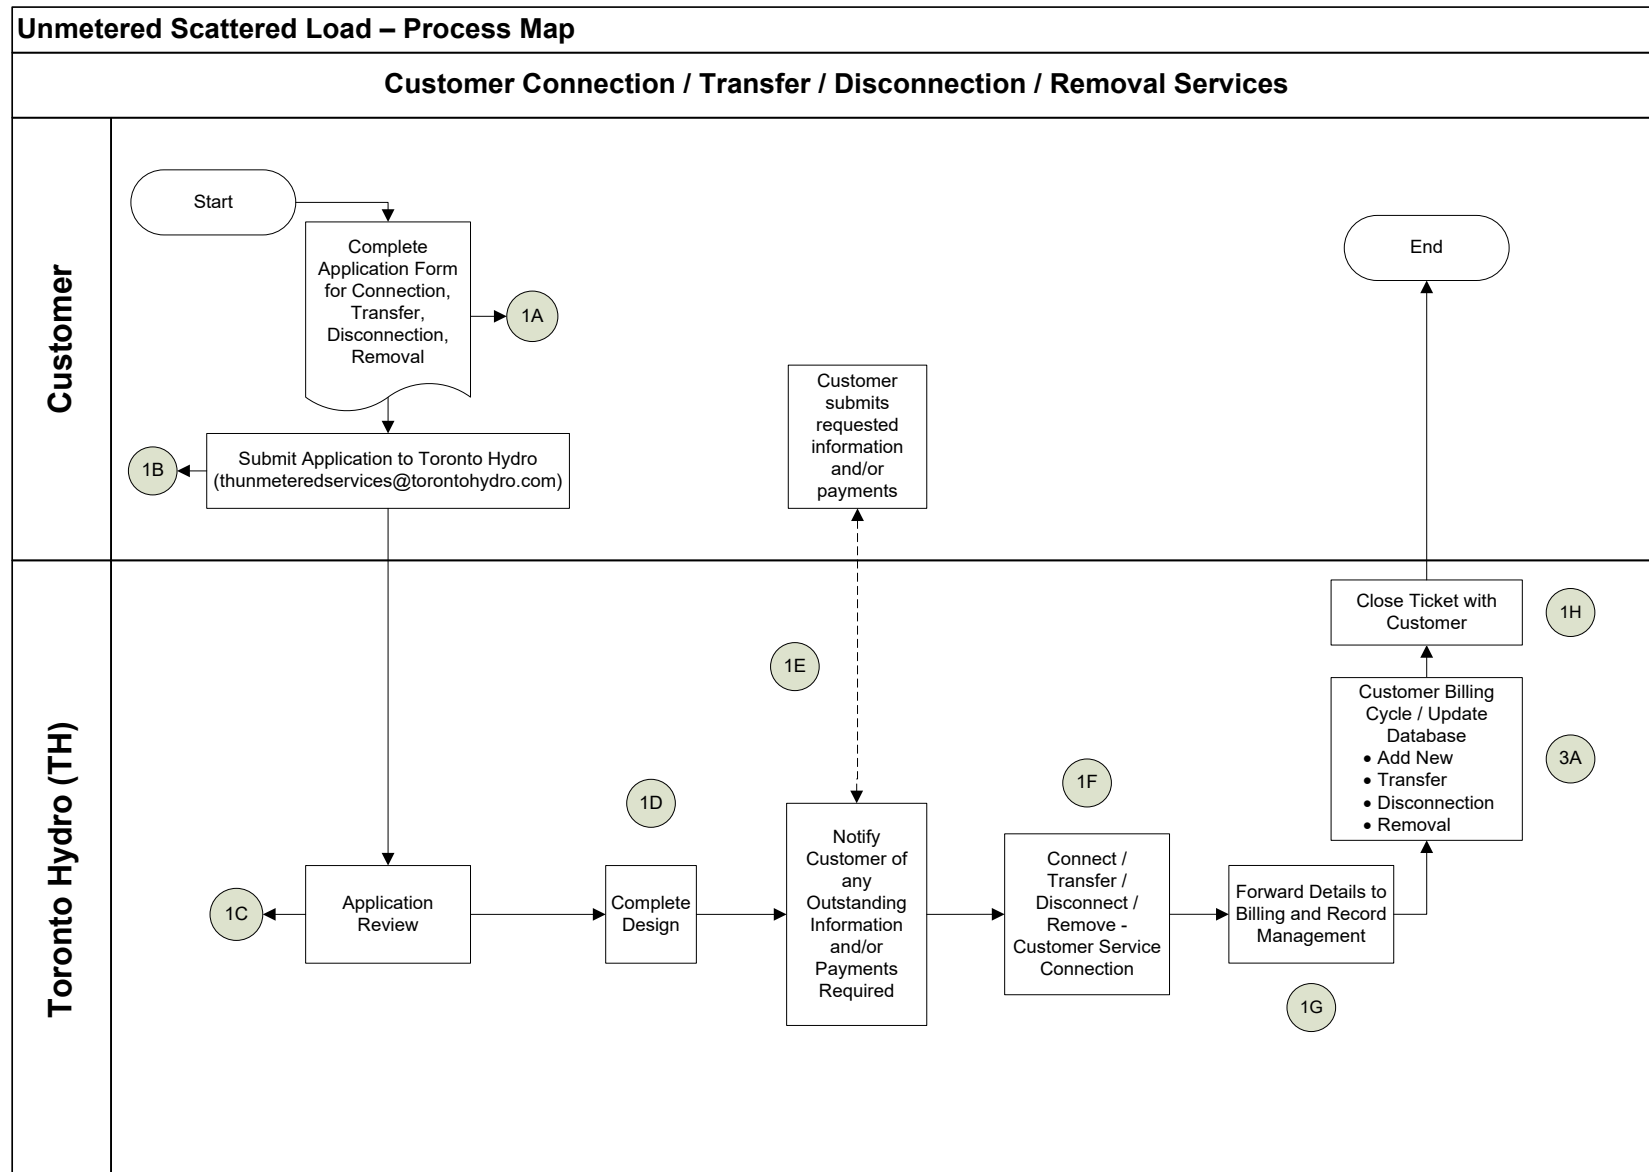 Unmetered Scattered Load – Process Map
Customer Connection / Transfer / Disconnection / Removal Services
Customer
Start
Complete
Application Form
for Connection,
Transfer,
Disconnection,
Removal
1A
Submit Application to Toronto Hydro
(thunmeteredservices@torontohydro.com)
1B
Customer
submits
requested
information
and/or
payments
End
Toronto Hydro (TH)
1C
Application
Review
1D
Complete
Design
1E
Notify
Customer of
any
Outstanding
Information
and/or
Payments
Required
1F
Connect /
Transfer /
Disconnect /
Remove -
Customer Service
Connection
Forward Details to
Billing and Record
Management
1G
Customer Billing
Cycle / Update
Database
• Add New
• Transfer
• Disconnection
• Removal
3A
Close Ticket with
Customer
1H